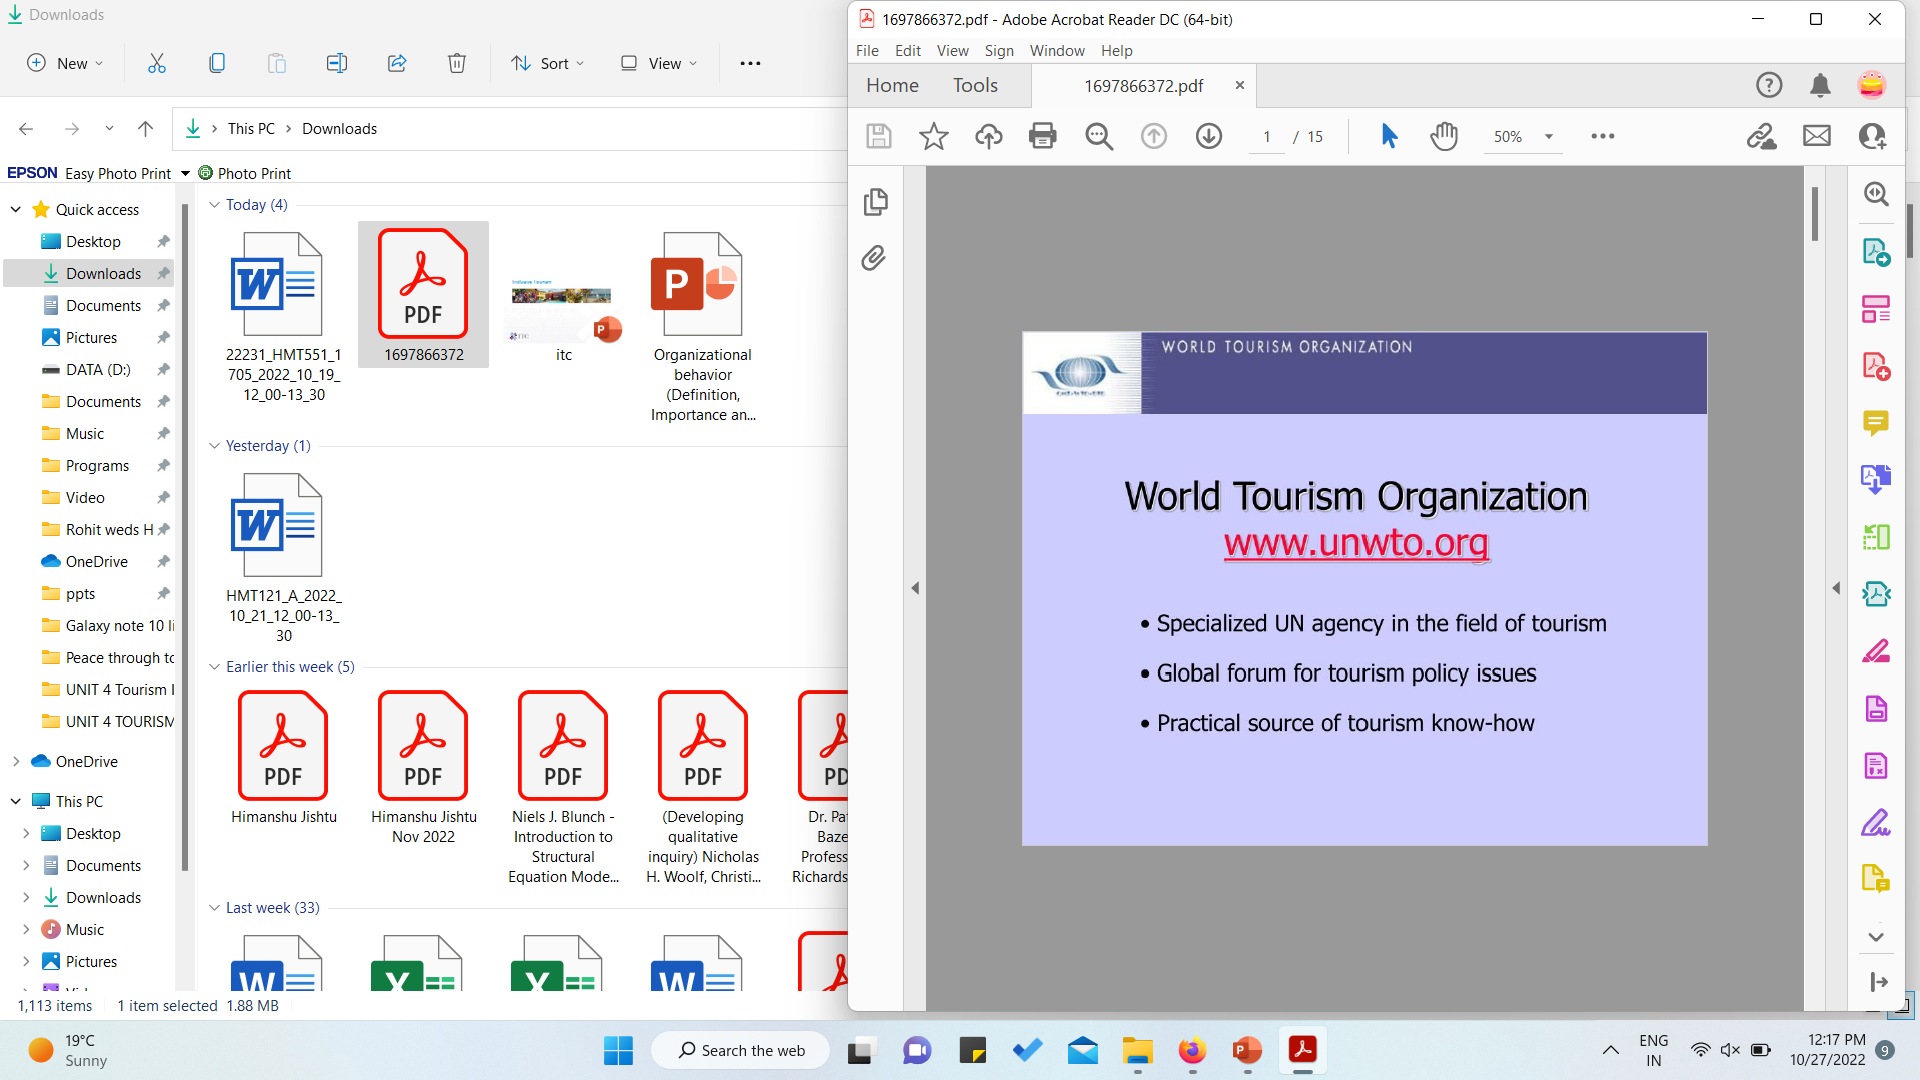 Downloads
New
Sort
View
This PC
Downloads
EPSON Easy Photo Print
Photo Print
Quick access
Desktop
Downloads
Documents
Pictures
DATA (D:)
Documents
Music
Programs
Video
Rohit weds H
OneDrive
ppts
Galaxy note 10 li
Peace through to
UNIT 4 Tourism
UNIT 4 TOURISM
OneDrive
This PC
Desktop
Documents
Downloads
Music
Pictures
Today (4)
22231_HMT551_1
705_2022_10_19_
12_00-13_30
PDF
1697866372
itc
Organizational
behavior
(Definition,
Importance an...
Yesterday (1)
HMT121_A_2022_
10_21_12_00-13_
30
Earlier this week (5)
PDF
Himanshu Jishtu
PDF
Himanshu Jishtu
Nov 2022
PDF
Niels J. Blunch -
Introduction to
Structural
Equation Mode...
PDF
(Developing
qualitative
inquiry) Nicholas
H. Woolf, Christi...
PD
Dr. Pat
Baze
Profess
Richards
Last week (33)
1,113 items
1 item selected 1.88 MB
1697866372.pdf - Adobe Acrobat Reader DC (64-bit)
File Edit View Sign Window Help
Home
Tools
1697866372.pdf
1 / 15
50%
WORLD TOURISM ORGANIZATION
World Tourism Organization
www.unwto.org
• Specialized UN agency in the field of tourism
• Global forum for tourism policy issues
• Practical source of tourism know-how
19°C
Sunny
Search the web
ENG
IN
12:17 PM
10/27/2022
9